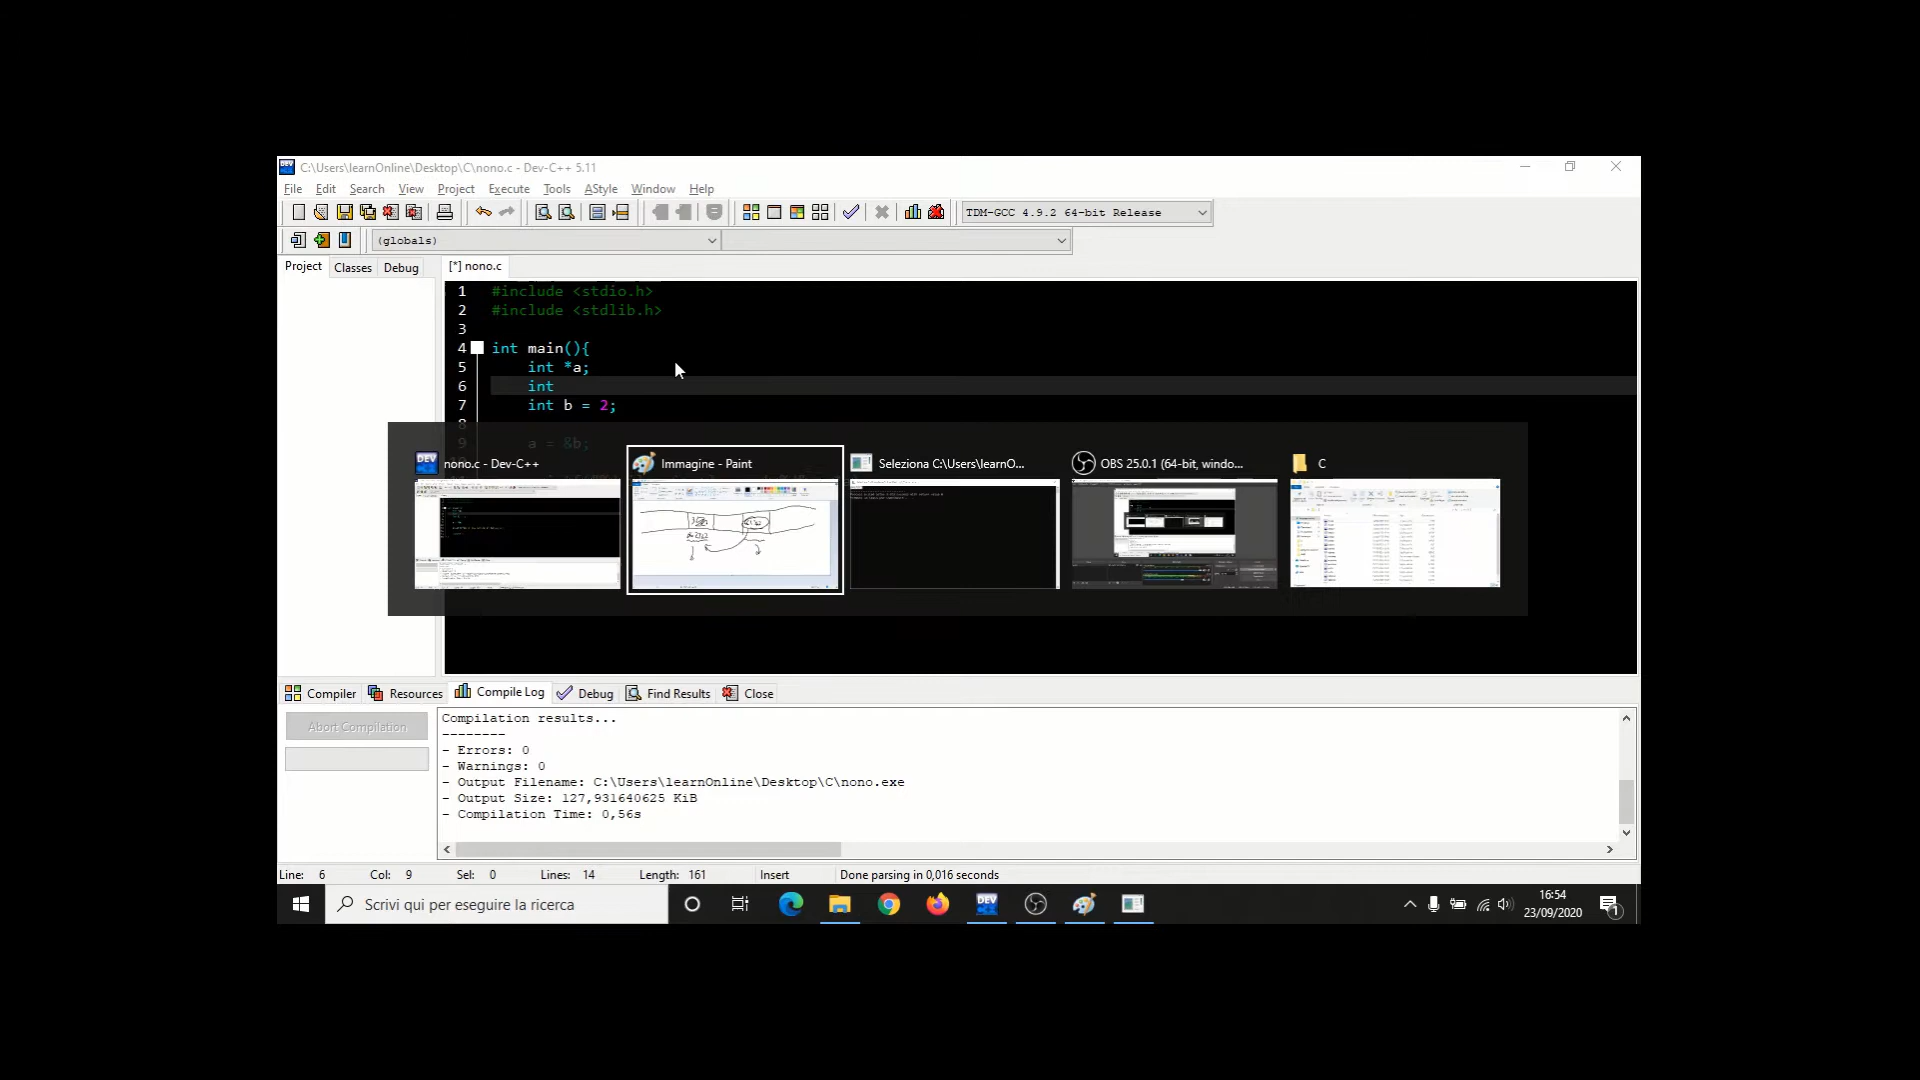 C:\Users\learnOnline\Desktop\C\nono.c - Dev-C++ 5.11
File Edit Search View Project Execute Tools AStyle Window Help
TDM-GCC 4.9.2 64-bit Release
(globals)
Project Classes Debug [*] nono.c
1 #include <stdio.h>
2 #include <stdlib.h>
3
4 int main(){
5 int *a;
6 int
7 int b = 2;
8
9 a = &b;
nono.c - Dev-C++
Immagine - Paint
Seleziona C:\Users\learnO...
OBS 25.0.1 (64-bit, windo...
C
Compiler Resources Compile Log Debug Find Results Close
Abort Compilation
Compilation results...
--------
- Errors: 0
- Warnings: 0
- Output Filename: C:\Users\learnOnline\Desktop\C\nono.exe
- Output Size: 127,931640625 KiB
- Compilation Time: 0,56s
Line: 6 Col: 9 Sel: 0 Lines: 14 Length: 161 Insert Done parsing in 0,016 seconds
Scrivi qui per eseguire la ricerca
16:54
23/09/2020
1